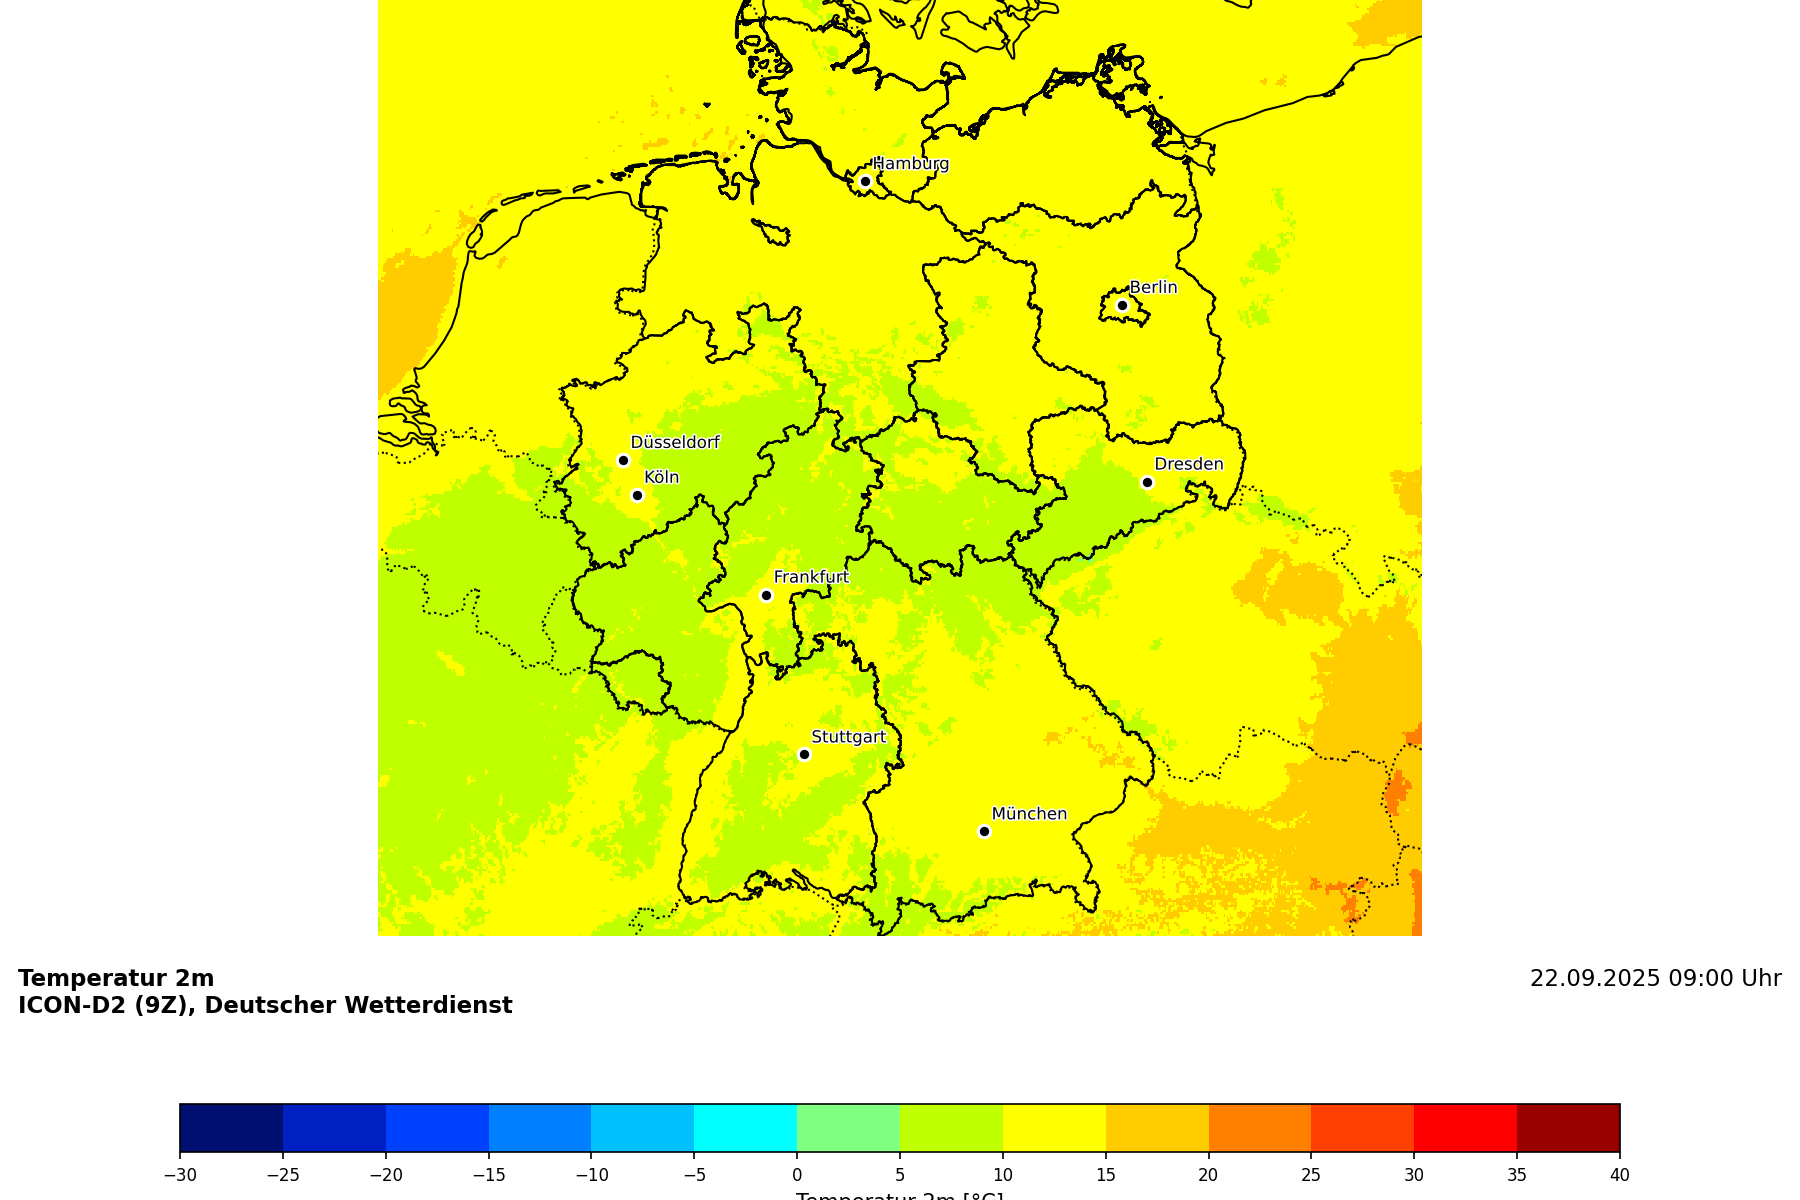 Hamburg
Berlin
Düsseldorf
Köln
Dresden
Frankfurt
Stuttgart
München
Temperatur 2m
22.09.2025 09:00 Uhr
ICON-D2 (9Z), Deutscher Wetterdienst
−30 −25 −20 −15 −10 −5 0 5 10 15 20 25 30 35 40
Temperatur 2m [°C]